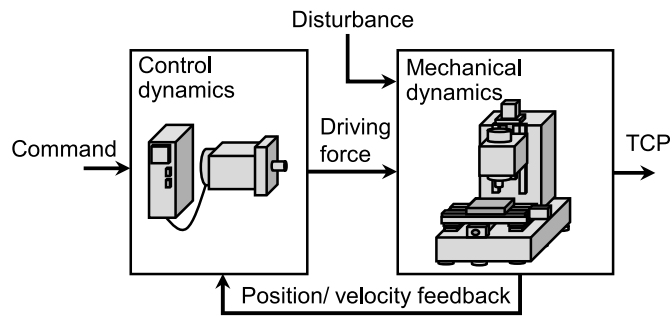 Disturbance
Control
dynamics
Mechanical
dynamics
Command
Driving
force
TCP
Position/ velocity feedback